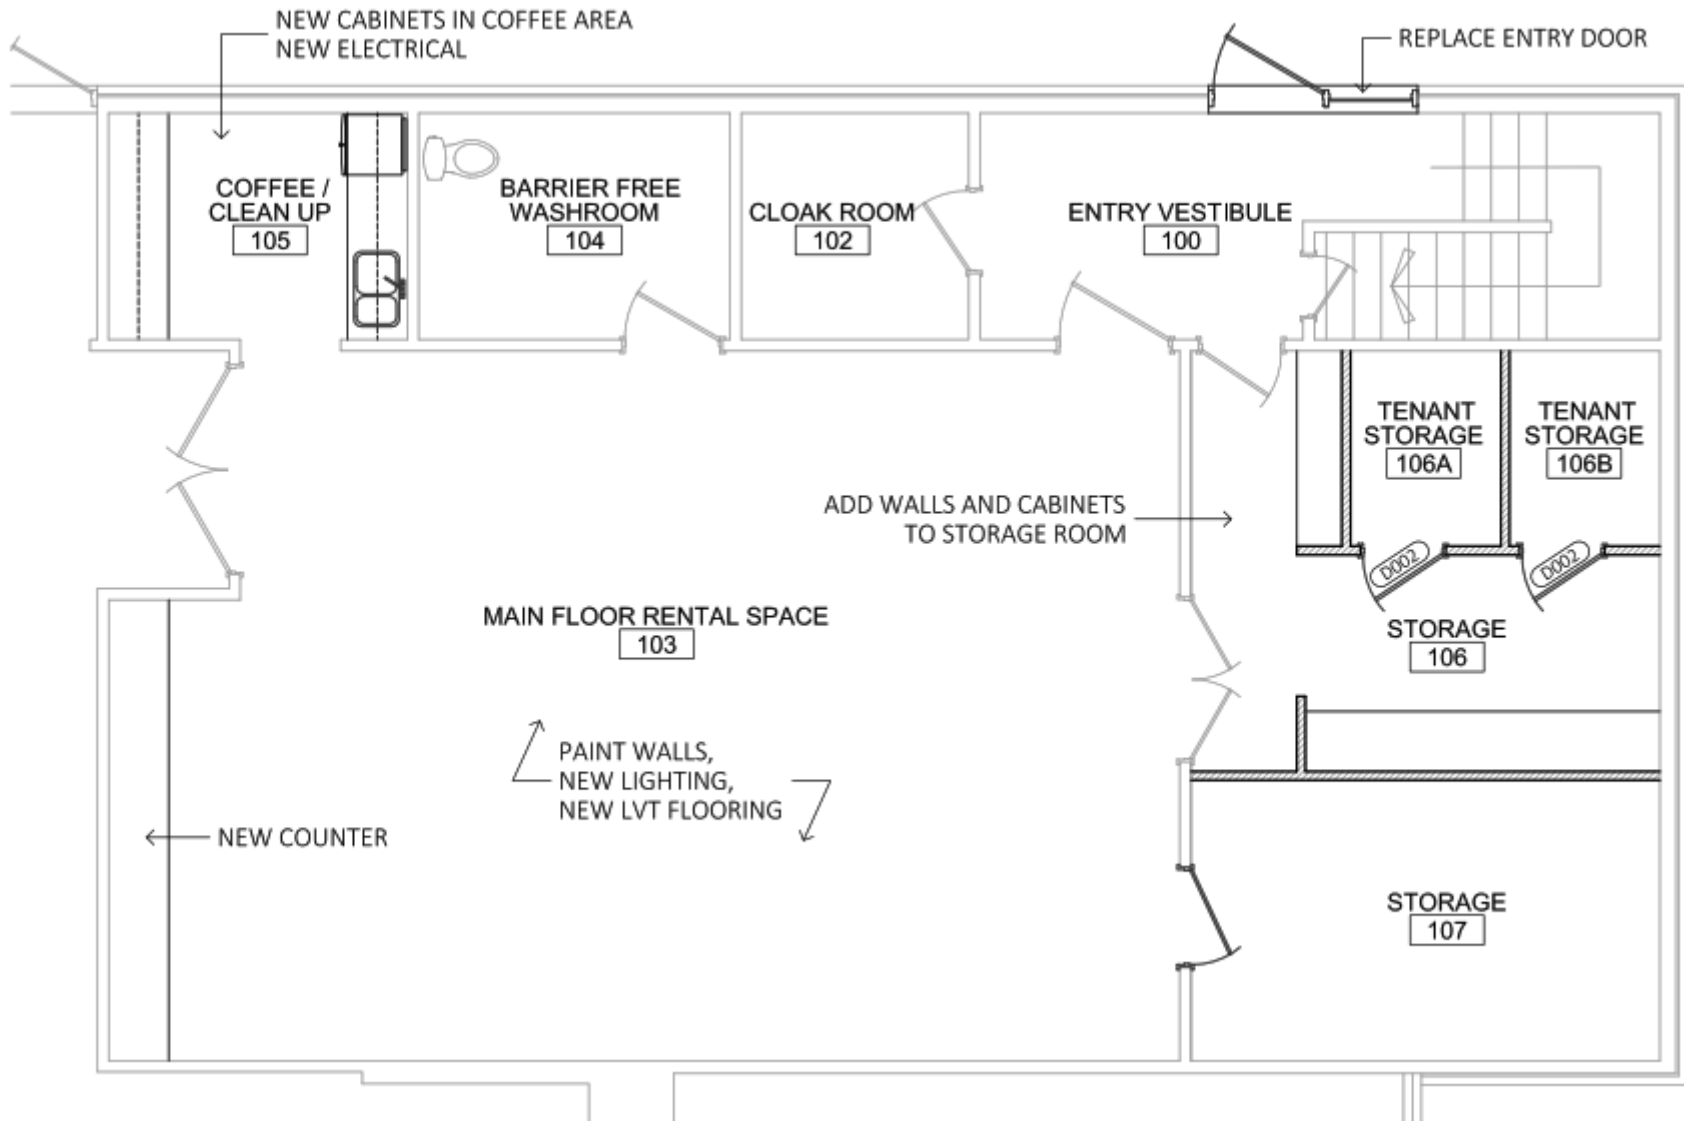 NEW CABINETS IN COFFEE AREA
NEW ELECTRICAL
REPLACE ENTRY DOOR
COFFEE /
CLEAN UP
105
BARRIER FREE
WASHROOM
104
CLOAK ROOM
102
ENTRY VESTIBULE
100
TENANT
STORAGE
106A
TENANT
STORAGE
106B
ADD WALLS AND CABINETS
TO STORAGE ROOM
D002
D002
MAIN FLOOR RENTAL SPACE
103
STORAGE
106
PAINT WALLS,
NEW LIGHTING,
NEW LVT FLOORING
NEW COUNTER
STORAGE
107